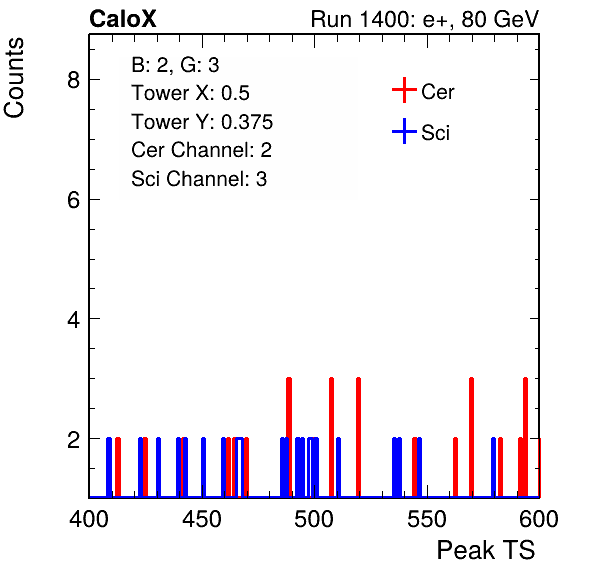 CaloX Run 1400: e+, 80 GeV
Counts
B: 2, G: 3
Tower X: 0.5
Tower Y: 0.375
Cer Channel: 2
Sci Channel: 3
Cer
Sci
8
6
4
2
400 450 500 550 600
Peak TS